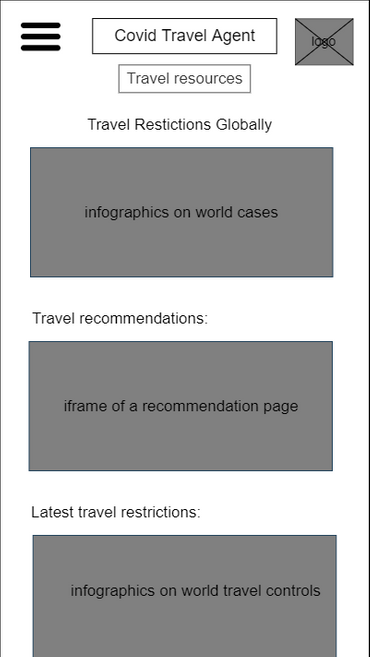 Covid Travel Agent
logo
Travel resources
Travel Restictions Globally
infographics on world cases
Travel recommendations:
iframe of a recommendation page
Latest travel restrictions:
infographics on world travel controls